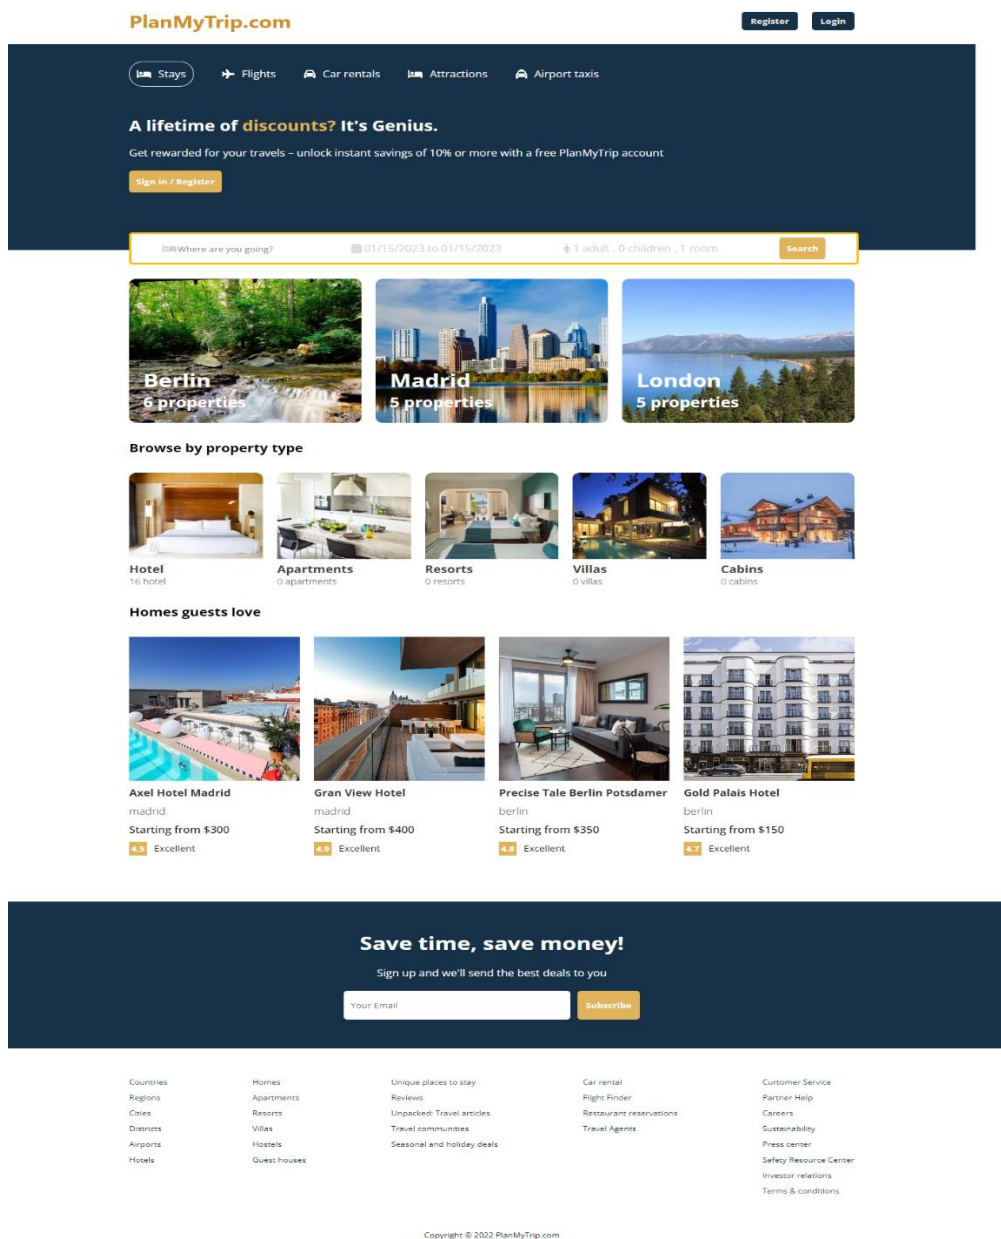 PlanMyTrip.com
Register Login
Stays Flights Car rentals Attractions Airport taxis
A lifetime of discounts? It's Genius.
Get rewarded for your travels – unlock instant savings of 10% or more with a free PlanMyTrip account
Sign in / Register
Where are you going? 01/15/2023 to 01/15/2023 1 adult . 0 children . 1 room Search
Berlin Madrid London
6 properties 5 properties 5 properties
Browse by property type
Hotel Apartments Resorts Villas Cabins
16 hotel 0 apartments 0 resorts 0 villas 0 cabins
Homes guests love
Axel Hotel Madrid Gran View Hotel Precise Tale Berlin Potsdamer Gold Palais Hotel
madrid madrid berlin berlin
Starting from $300 Starting from $400 Starting from $350 Starting from $150
4.5 Excellent 4.9 Excellent 4.8 Excellent 4.7 Excellent
Save time, save money!
Sign up and we'll send the best deals to you
Your Email Subscribe
Countries Homes Unique places to stay Car rental Curtomer Service
Regions Apartments Reviews Flight Finder Partner Help
Cities Resorts Unpacked: Travel articles Restaurant reservations Careers
Districts Villas Travel communities Travel Agents Sustainability
Airports Hostels Seasonal and holiday deals Press center
Hotels Guest houses Safety Resource Center
Investor relations
Terms & conditions
Copyright © 2022 PlanMyTrip.com